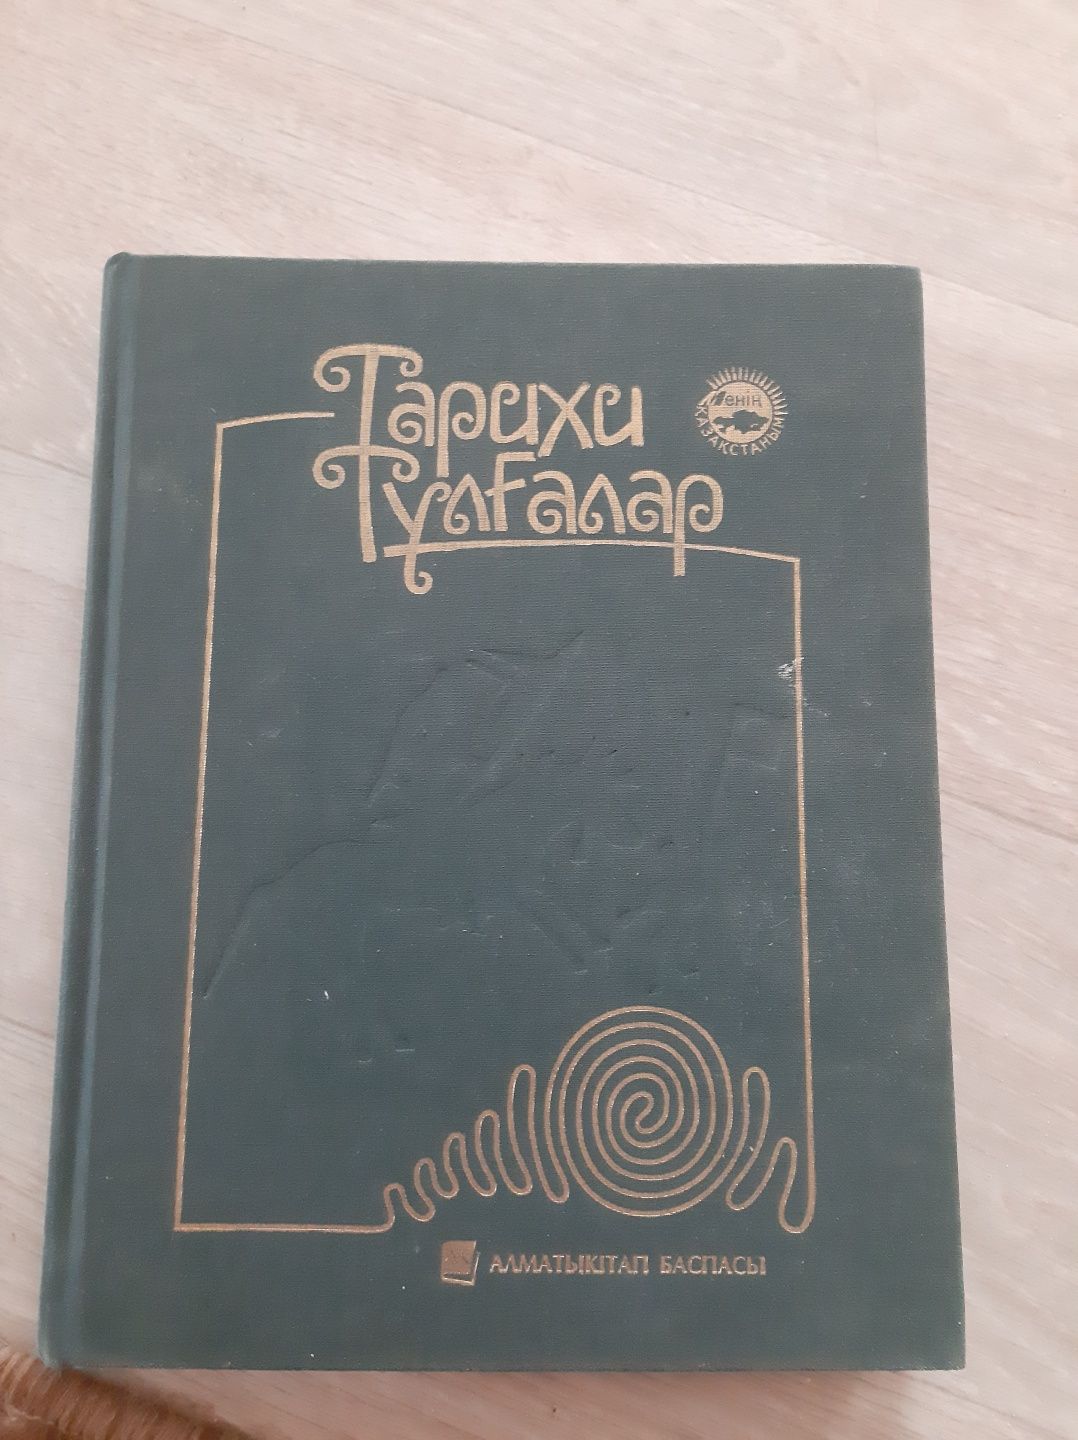 Тарихи
Тұлғалар
Менің
ҚАЗАҚСТАНЫМ
АЛМАТЫКІТАП БАСПАСЫ